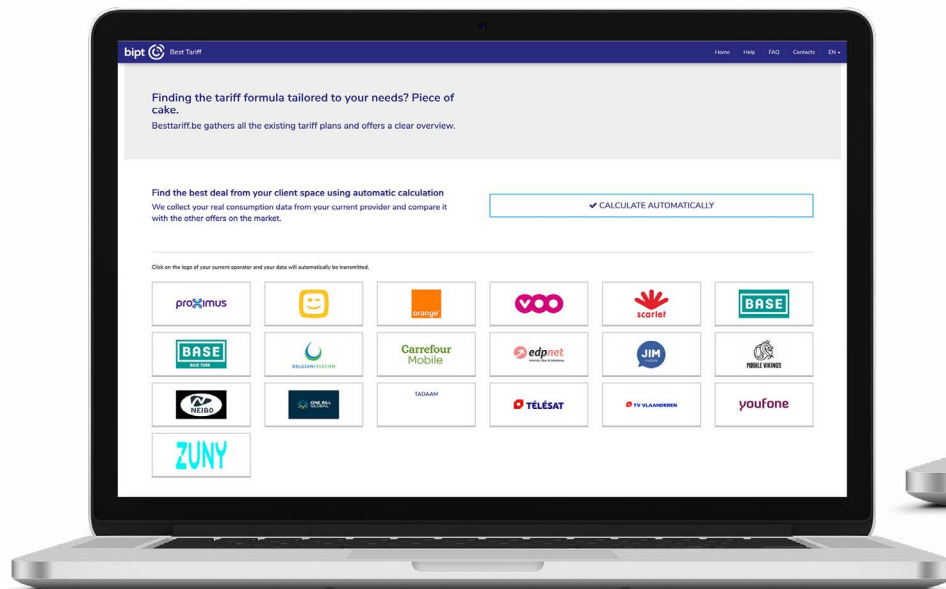 bipt Best Tariff Home Help FAQ Contacts EN
Finding the tariff formula tailored to your needs? Piece of
cake.
Besttariff.be gathers all the existing tariff plans and offers a clear overview.
Find the best deal from your client space using automatic calculation
We collect your real consumption data from your current provider and compare it
with the other offers on the market.
CALCULATE AUTOMATICALLY
Click on the logo of your current operator and your data will automatically be transmitted.
proximus orange voo scarlet BASE
BASE
BASE YUKI
BELGIANTELECOM
Carrefour
Mobile
edpnet
JIM
mobile
MOBILE VIKINGS
NEIBO
ONE BILL
GLOBAL
TADAAM
TÉLÉSAT
TV VLAANDEREN
youfone
ZUNY